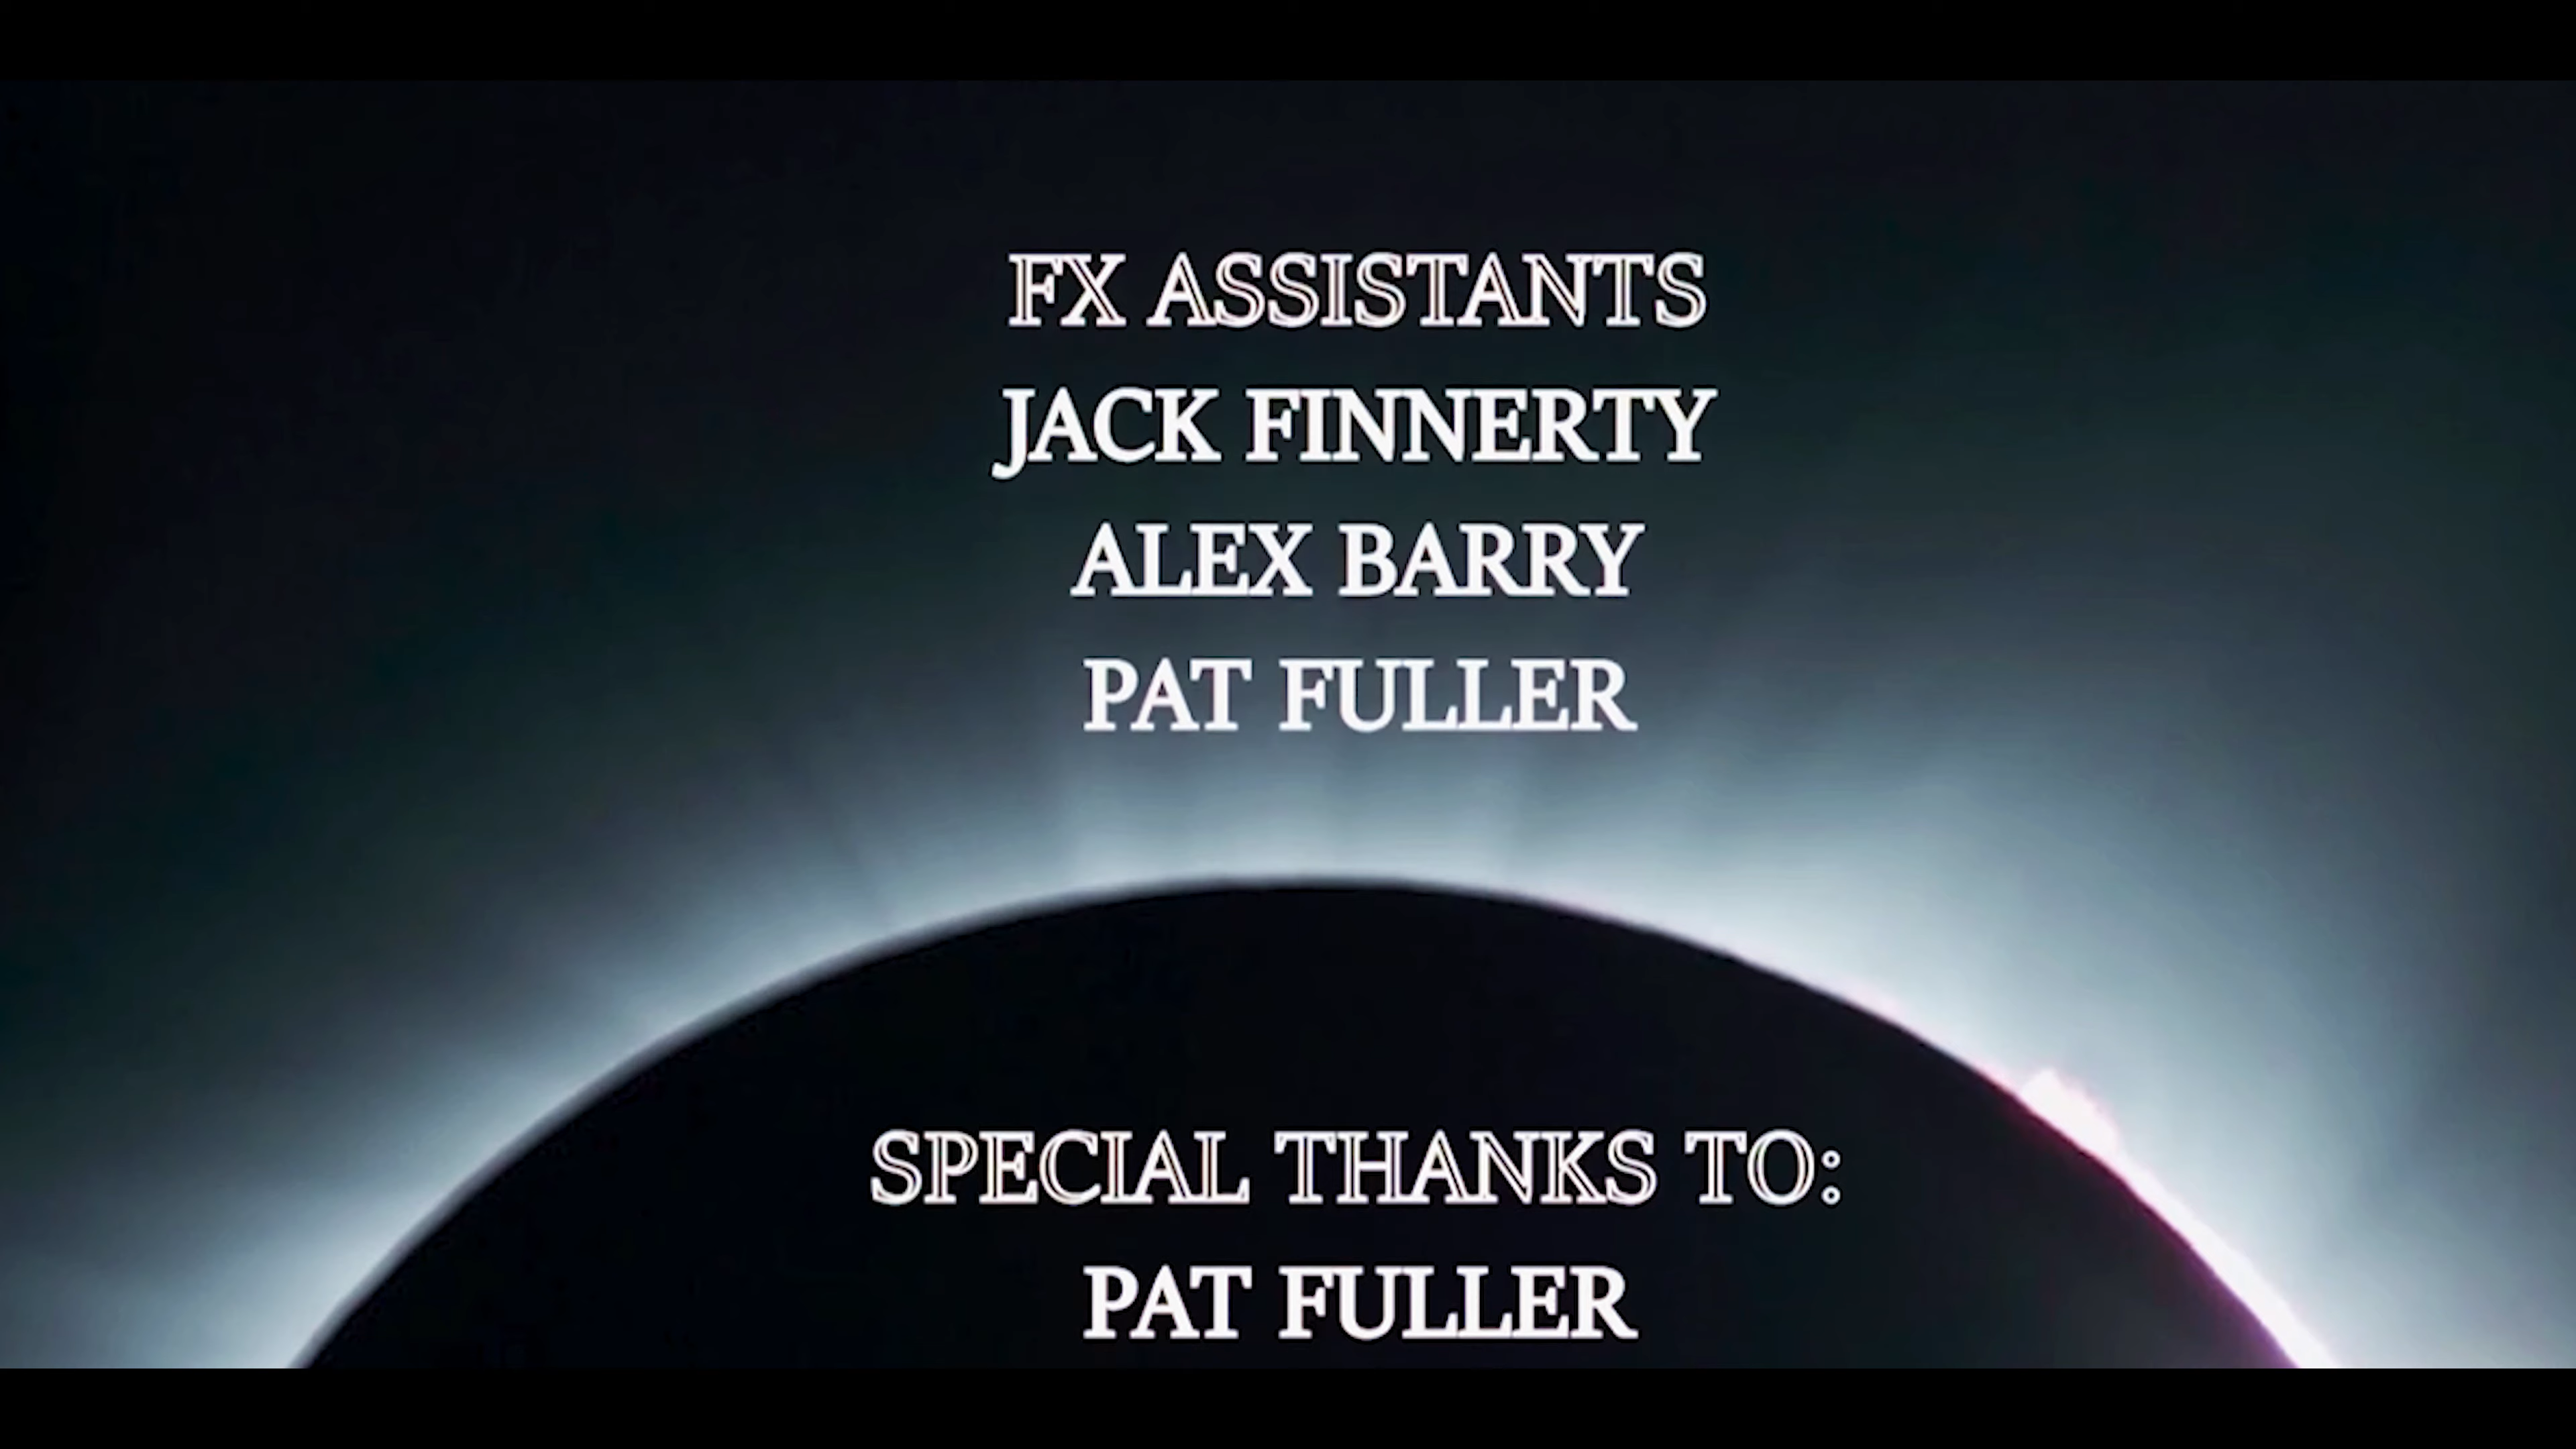 FX ASSISTANTS
JACK FINNERTY
ALEX BARRY
PAT FULLER
SPECIAL THANKS TO:
PAT FULLER